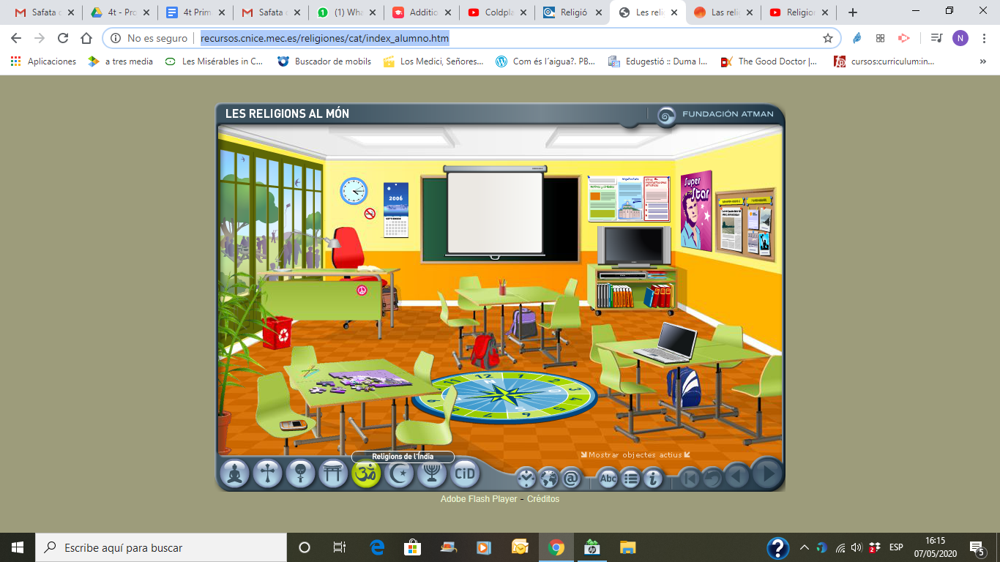 Safata d
4t - Pro
4t Prim
Safata d
(1) Wha
Additio
Coldpla
Religió
Les reli
Las reli
Religion
No es seguro
recursos.cnice.mec.es/religiones/cat/index_alumno.htm
N
Aplicaciones
a tres media
Les Misérables in C...
Buscador de mobils
Los Medici, Señores...
Com és l´aigua?. PB...
Edugestió :: Duma I...
The Good Doctor |...
cursos:curriculum:in...
»
LES RELIGIONS AL MÓN
FUNDACIÓN ATMAN
2006
Super
Star
Religions de l'Índia
Mostrar objectes actius
CiD
Abc
Adobe Flash Player – Créditos
Escribe aquí para buscar
ESP
16:15
07/05/2020
5